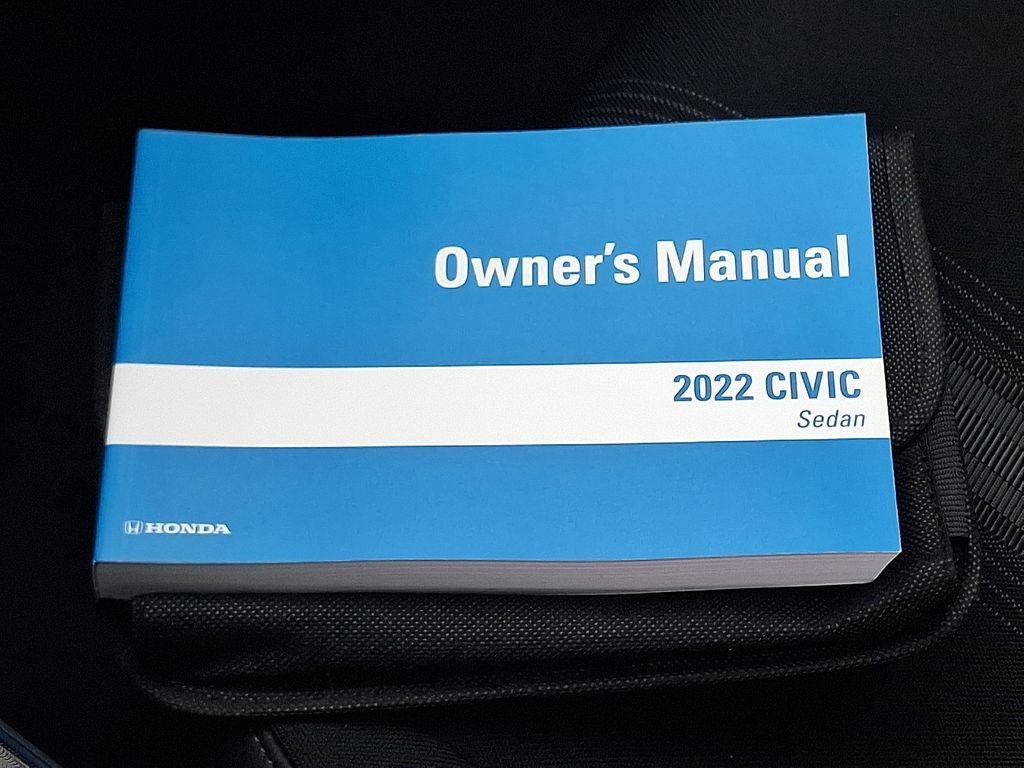 Owner's Manual
2022 CIVIC
Sedan
HONDA